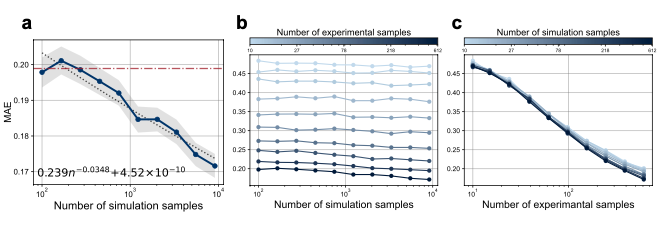 a
0.20
0.19
0.18
0.17
MAE
0.239n^−0.0348+4.52×10^−10
10^2
10^3
10^4
Number of simulation samples
b
Number of experimental samples
10 27 78 218 612
0.45
0.40
0.35
0.30
0.25
0.20
10^2
10^3
10^4
Number of simulation samples
c
Number of simulation samples
10 27 78 218 612
0.45
0.40
0.35
0.30
0.25
0.20
10^1
10^2
Number of experimental samples